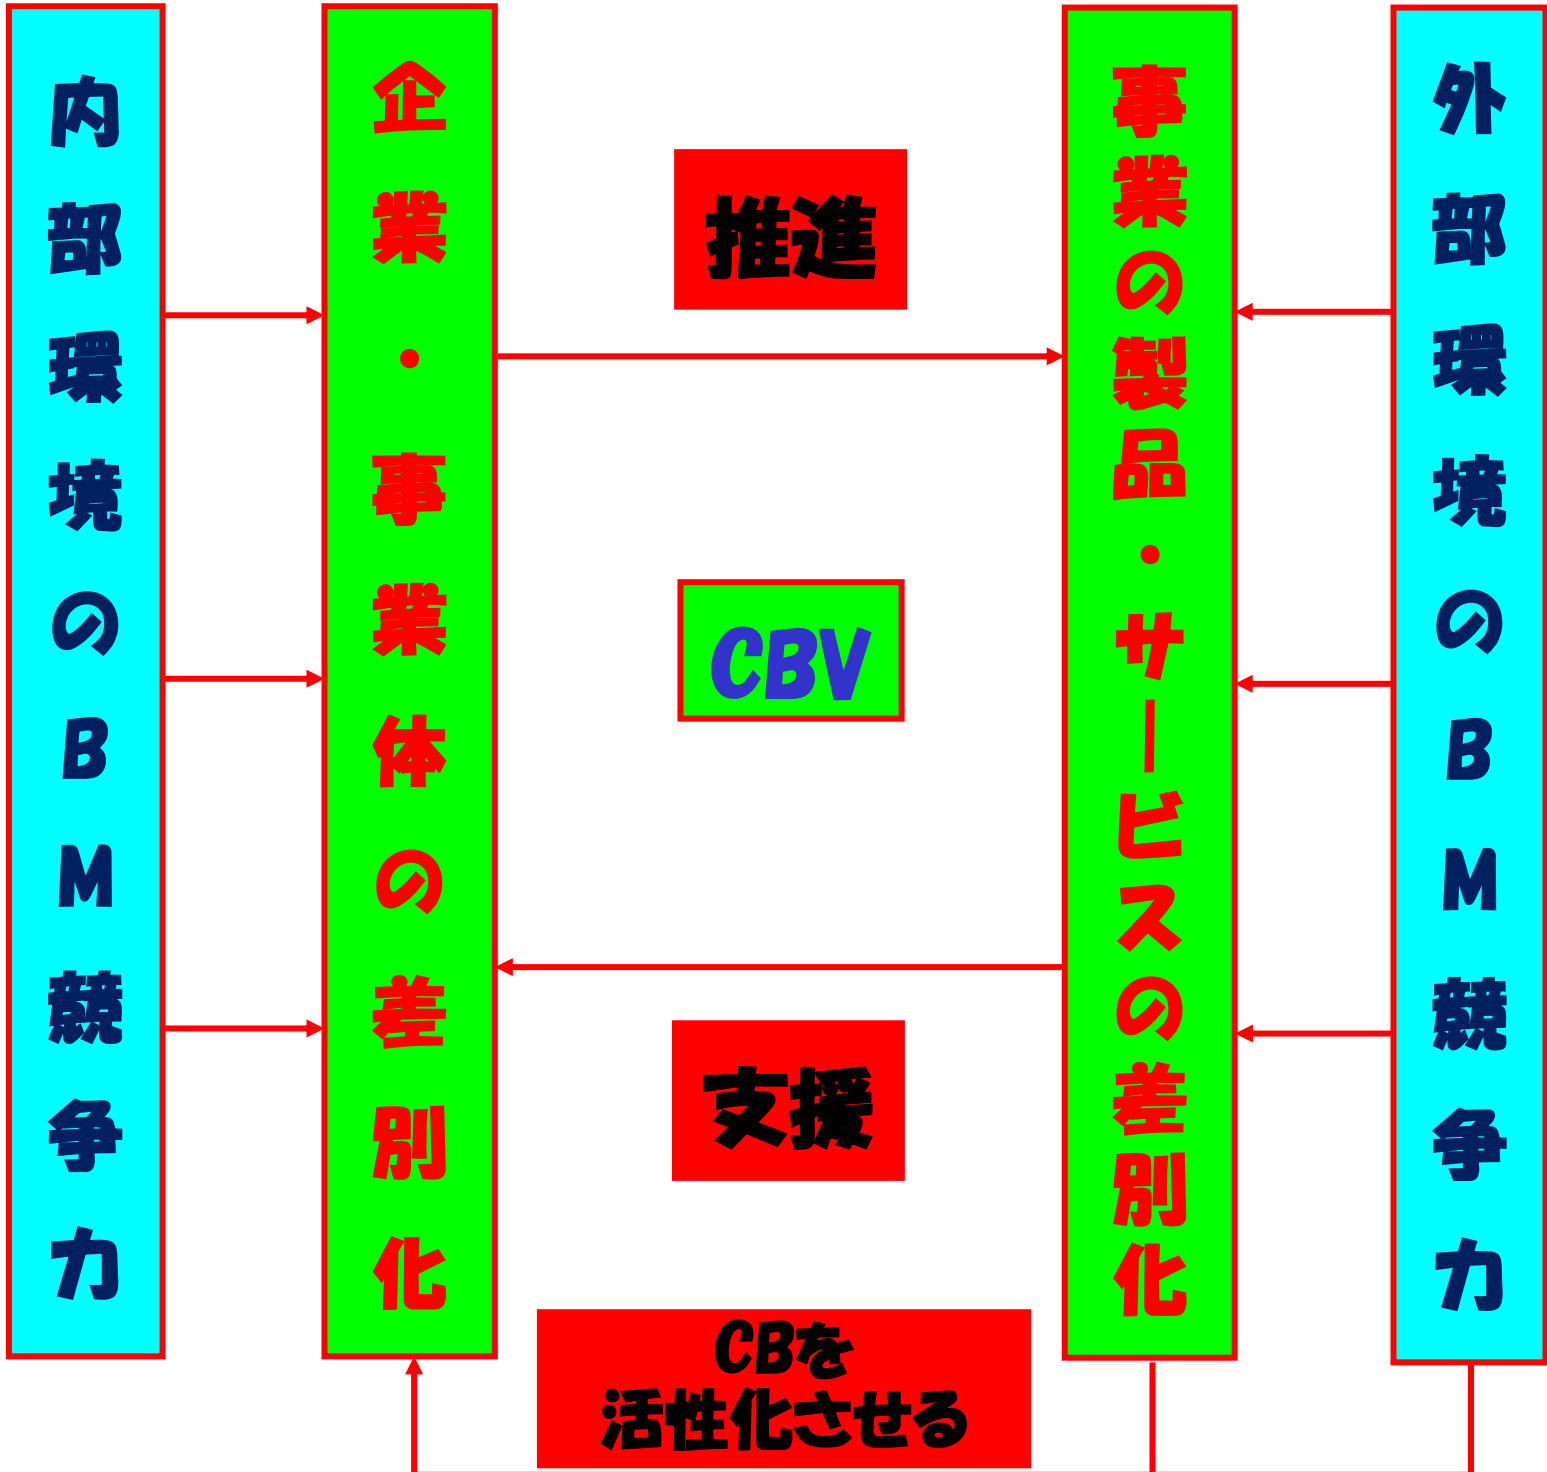 内部環境のBM競争力
企業・事業体の差別化
推進
CBV
支援
CBを
活性化させる
事業の製品・サービスの差別化
外部環境のBM競争力